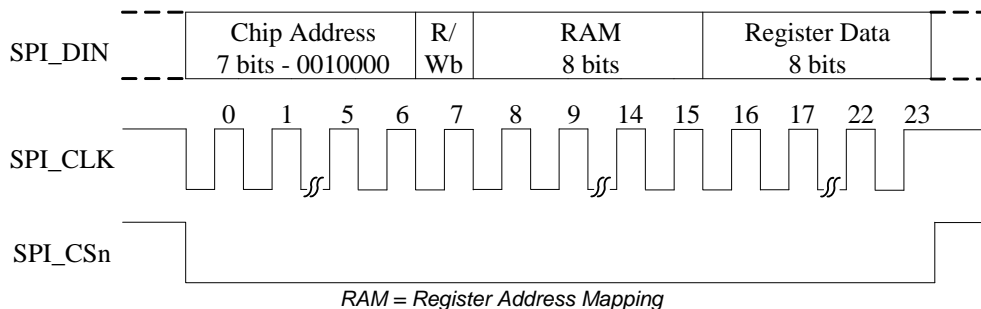 SPI_DIN
Chip Address
7 bits - 0010000
R/
Wb
RAM
8 bits
Register Data
8 bits
0 1 5 6 7 8 9 14 15 16 17 22 23
SPI_CLK
SPI_CSn
RAM = Register Address Mapping